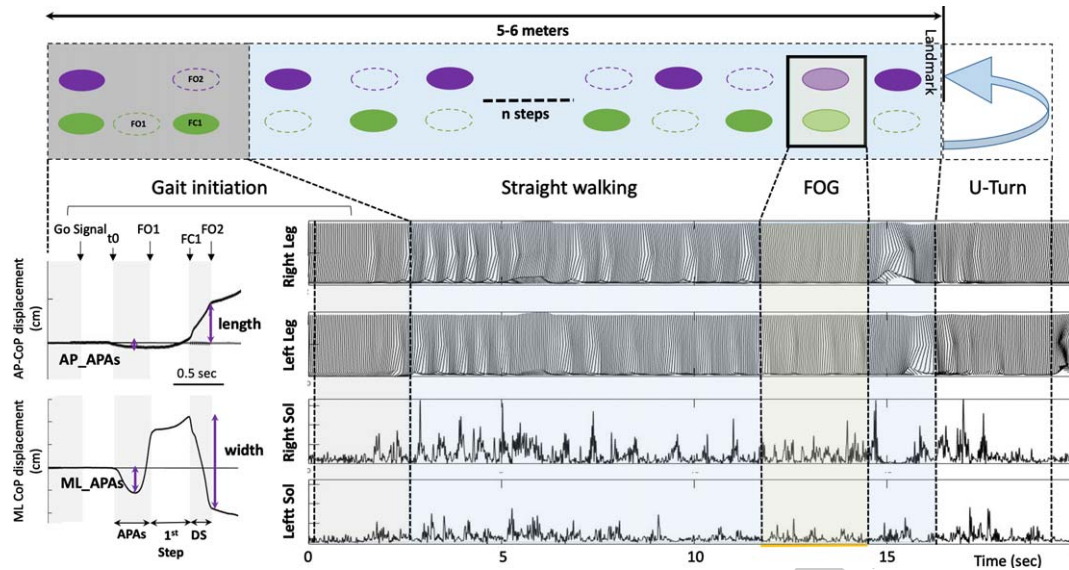 5-6 meters
Landmark
FO2
FO1
FC1
n steps
Gait initiation
Straight walking
FOG
U-Turn
Go Signal
t0
FO1
FC1
FO2
AP-CoP displacement
(cm)
length
AP_APAs
0.5 sec
ML CoP displacement
(cm)
width
ML_APAs
APAs
1st
Step
DS
Right Leg
Left Leg
Right Sol
Leftt Sol
0
5
10
15
Time (sec)